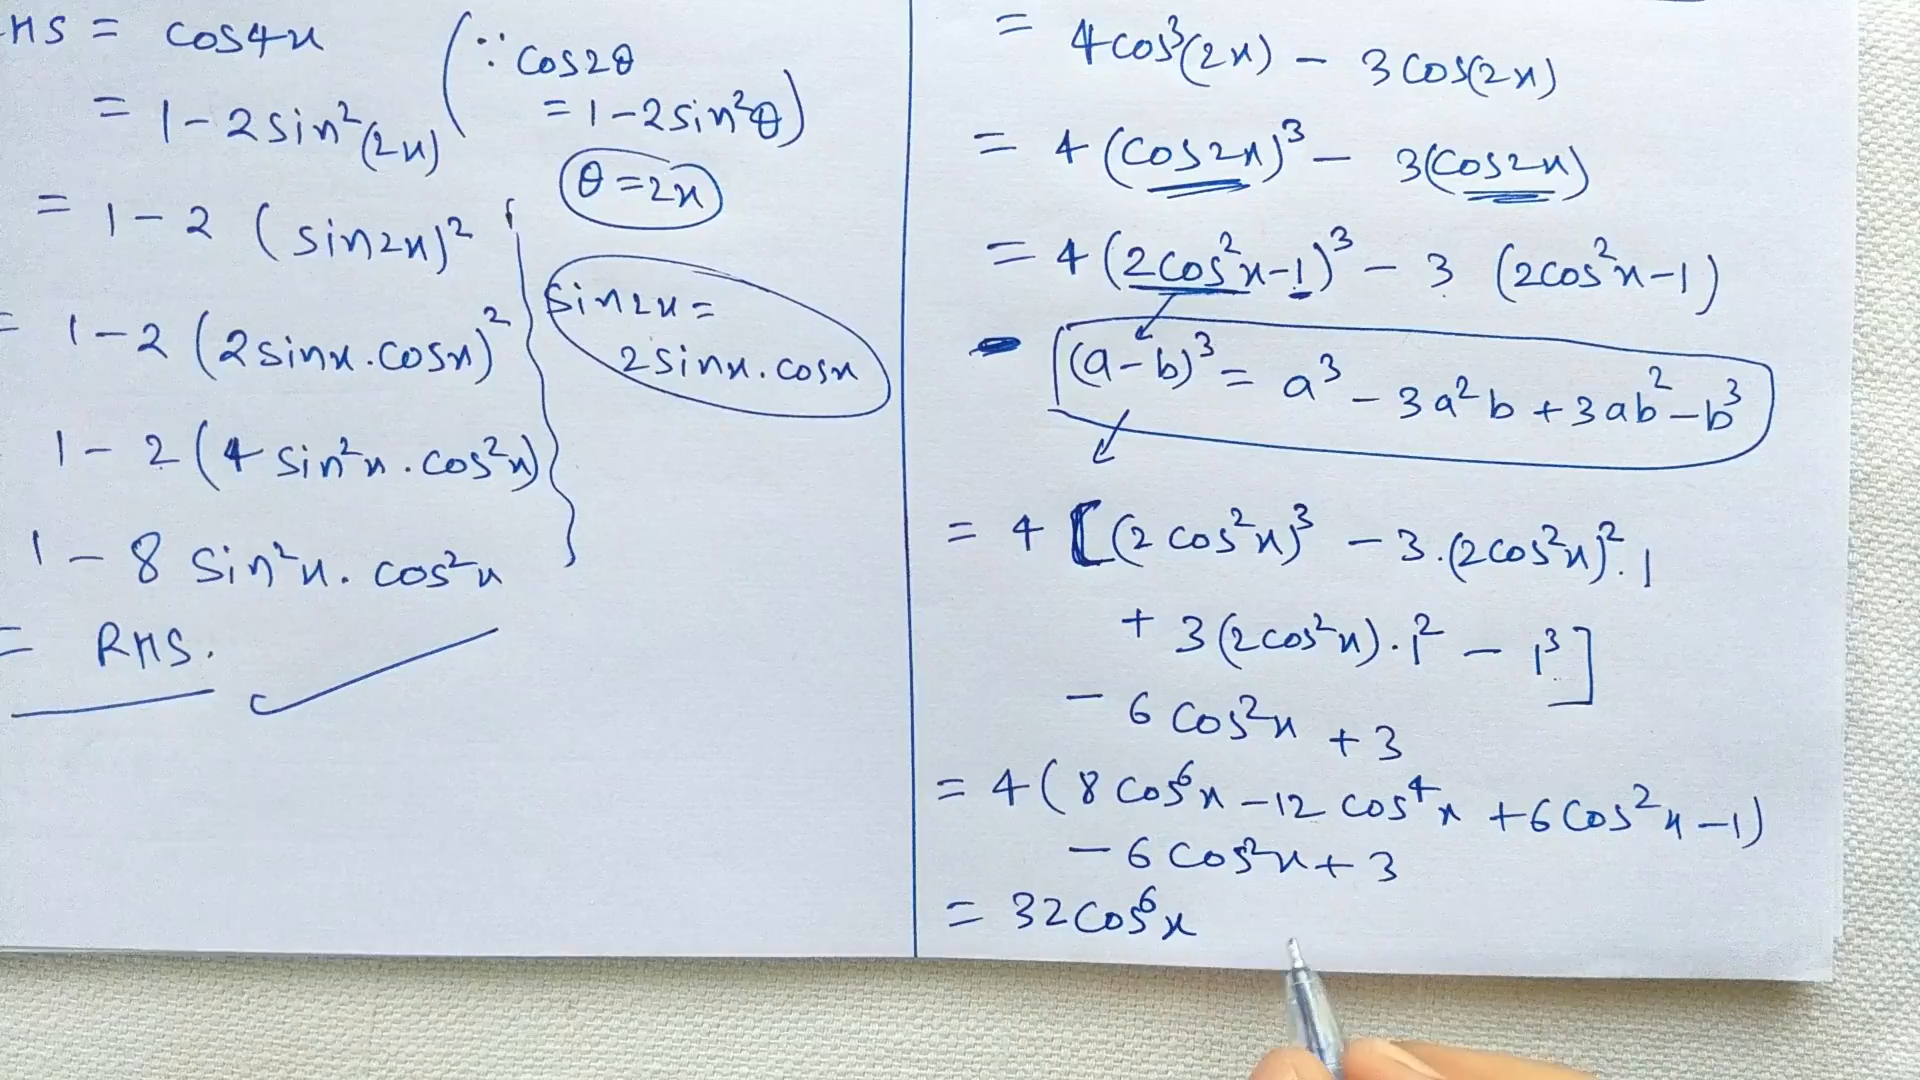 HS = cos4x
= 1-2sin²(2x)
(∵ cos2θ
= 1-2sin²θ)
θ=2x
= 1-2 (sin2x)²
sin2x =
2sinx.cosx
= 1-2 (2sinx.cosx)²
1-2 (4 sin²x.cos²x)
1-8 sin²x.cos²x
= RHS.
= 4cos³(2x) - 3cos(2x)
= 4(cos2x)³ - 3(cos2x)
= 4(2cos²x-1)³ - 3 (2cos²x-1)
(a-b)³ = a³ - 3a²b + 3ab² - b³
= 4 [(2cos²x)³ - 3.(2cos²x)².1
+ 3(2cos²x).1² - 1³]
- 6cos²x + 3
= 4(8cos⁶x - 12cos⁴x + 6cos²x - 1)
- 6cos²x + 3
= 32cos⁶x